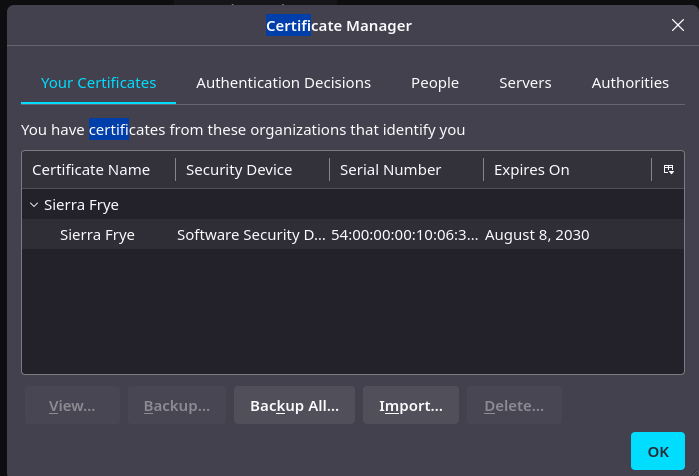 Certificate Manager
Your Certificates Authentication Decisions People Servers Authorities
You have certificates from these organizations that identify you
Certificate Name Security Device Serial Number Expires On
Sierra Frye
Sierra Frye Software Security D... 54:00:00:00:10:06:3... August 8, 2030
View... Backup... Backup All... Import... Delete...
OK